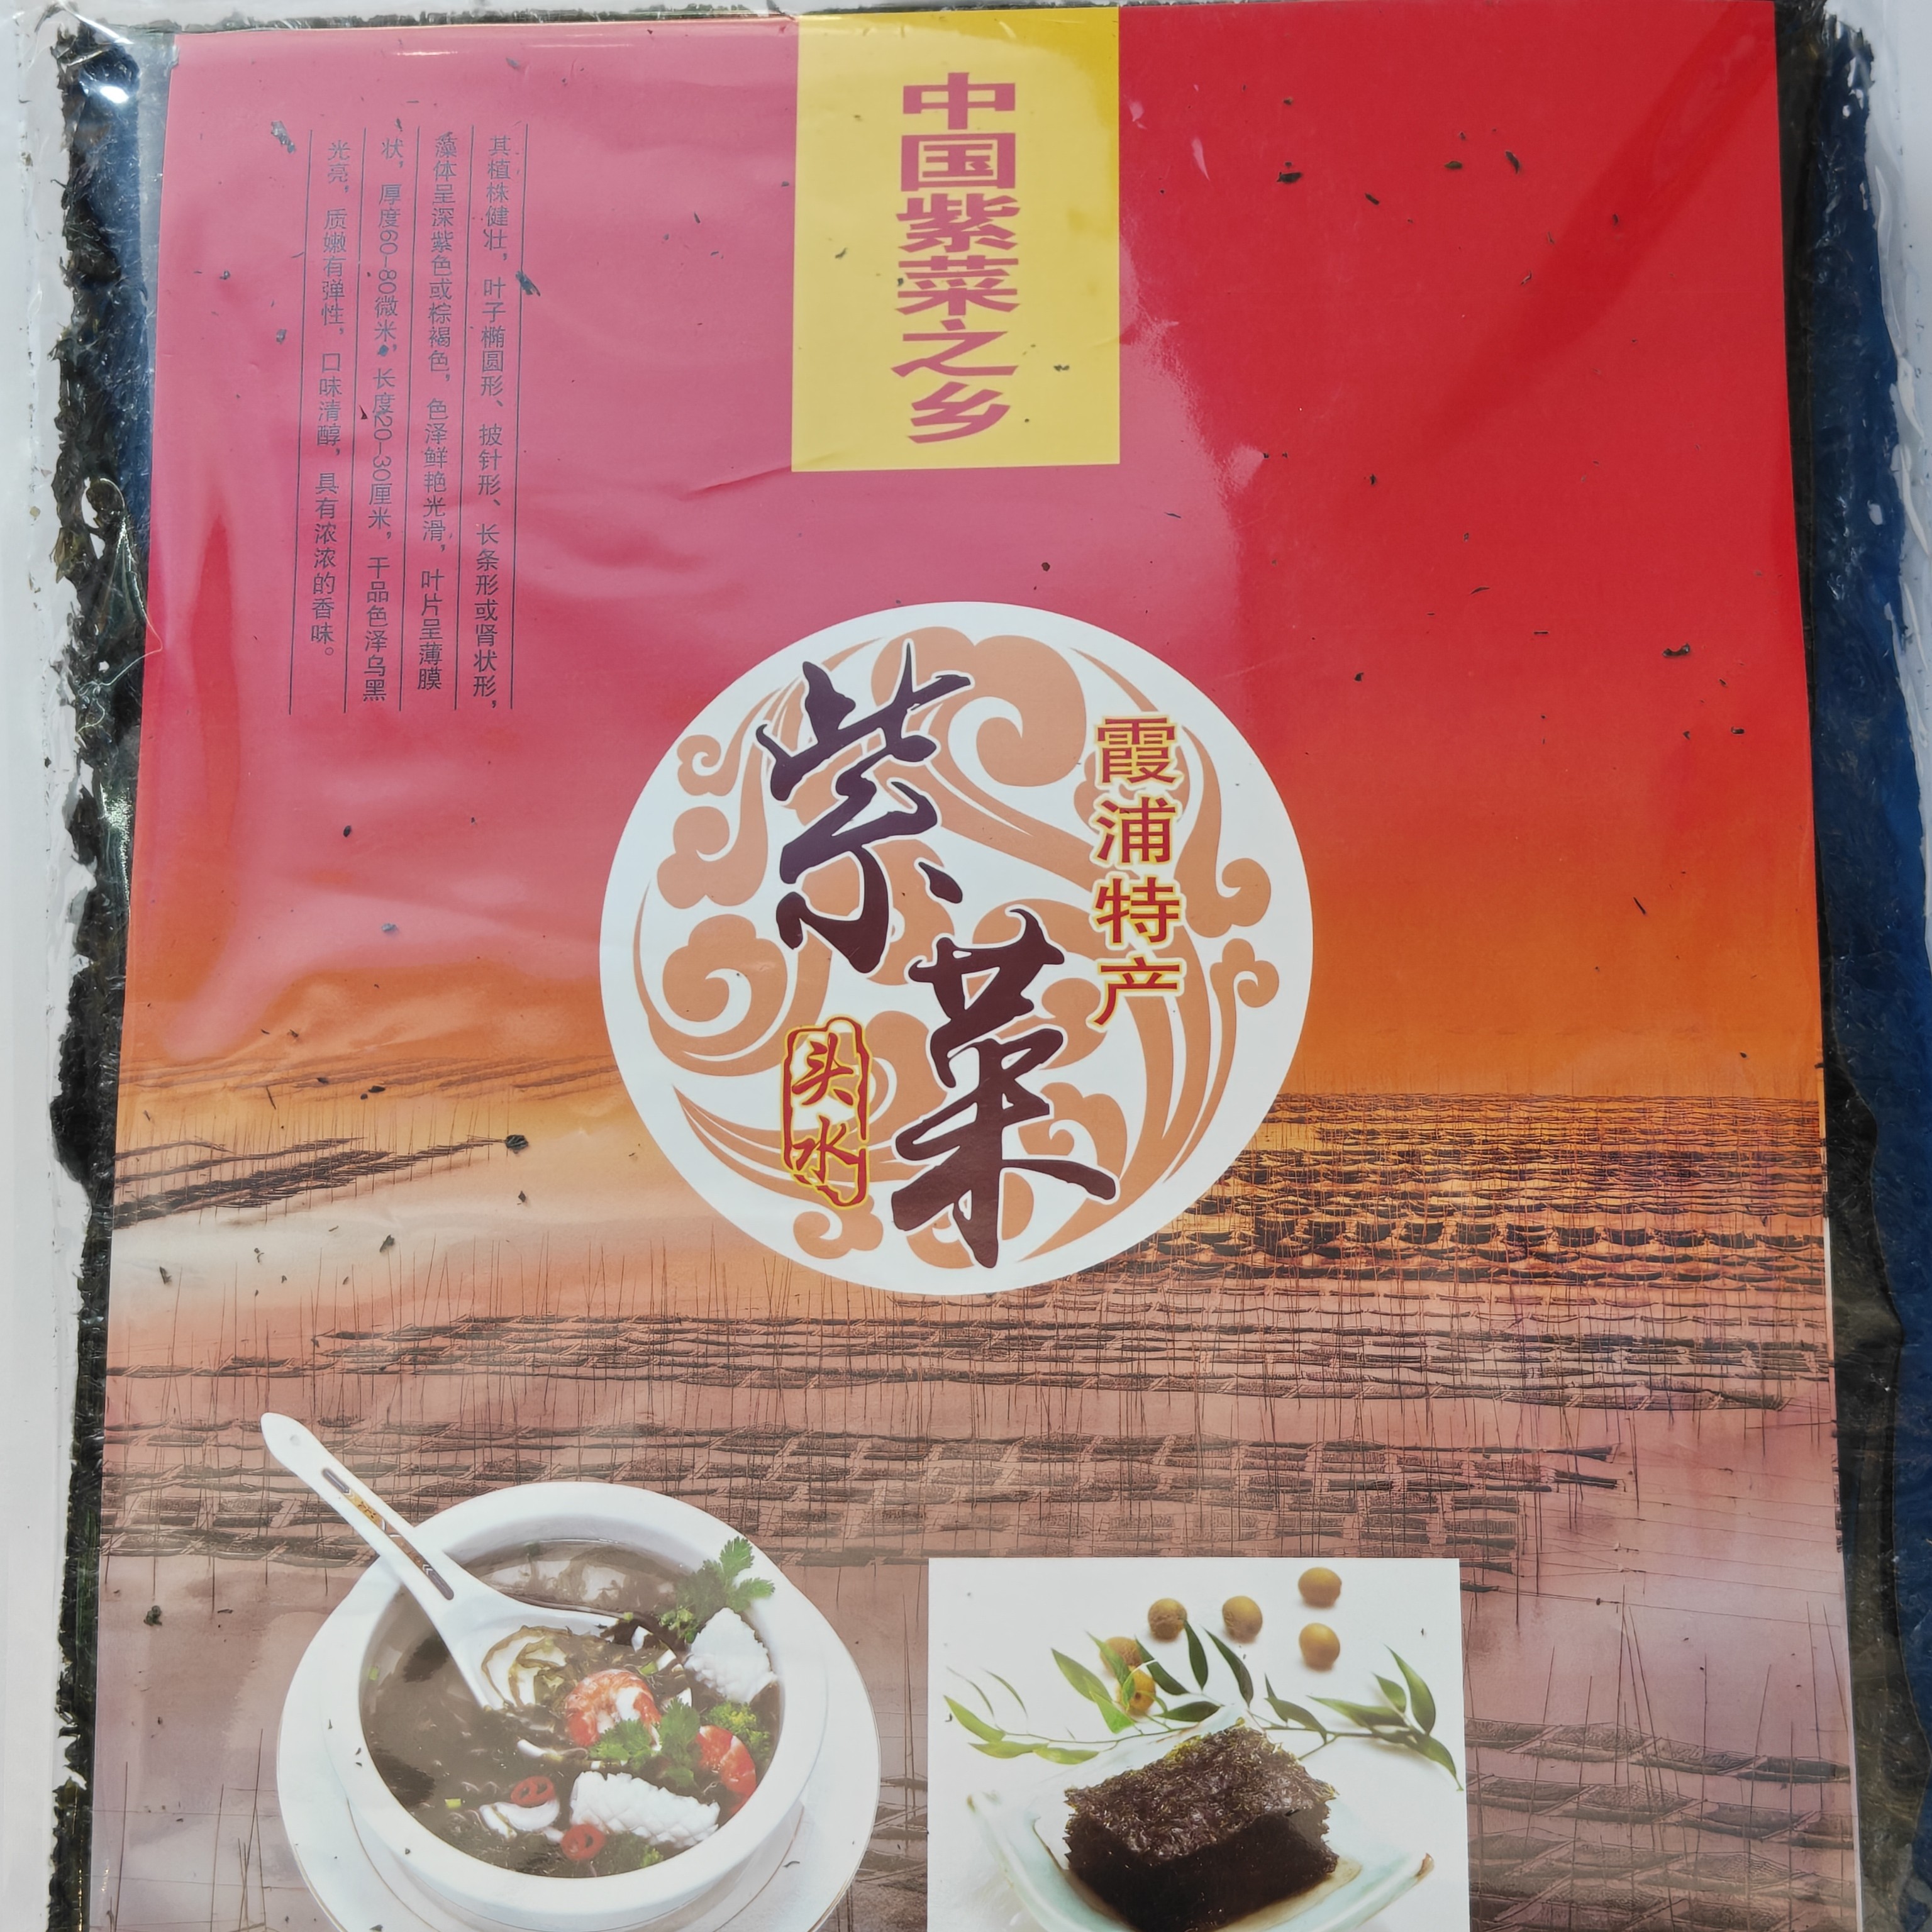 中国紫菜之乡
其植株健壮，叶子椭圆形、披针形、长条形或肾状形，
藻体呈深紫色或棕褐色，色泽鲜艳光滑，叶片呈薄膜
状，厚度60-80微米，长度20-30厘米，干品色泽乌黑
光亮，质嫩有弹性，口味清醇，具有浓浓的香味。
霞浦特产
紫菜
头水